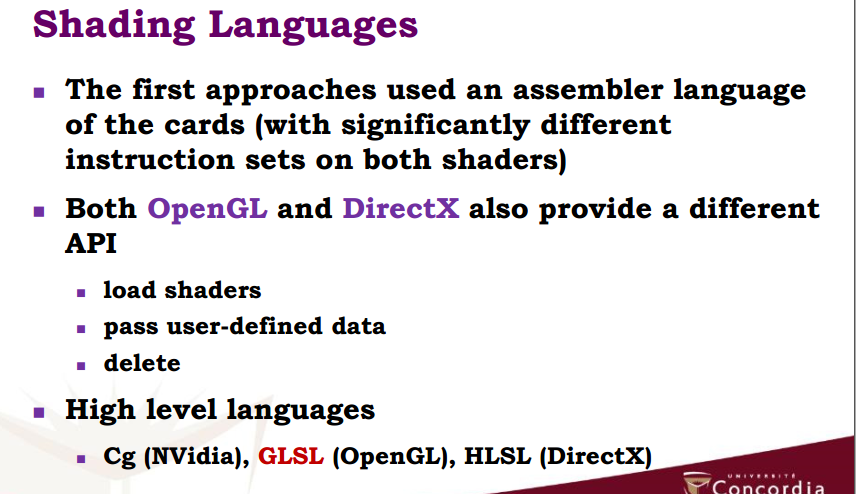 Shading Languages
The first approaches used an assembler language
of the cards (with significantly different
instruction sets on both shaders)
Both OpenGL and DirectX also provide a different
API
load shaders
pass user-defined data
delete
High level languages
Cg (NVidia), GLSL (OpenGL), HLSL (DirectX)
UNIVERSITÉ
Concordia